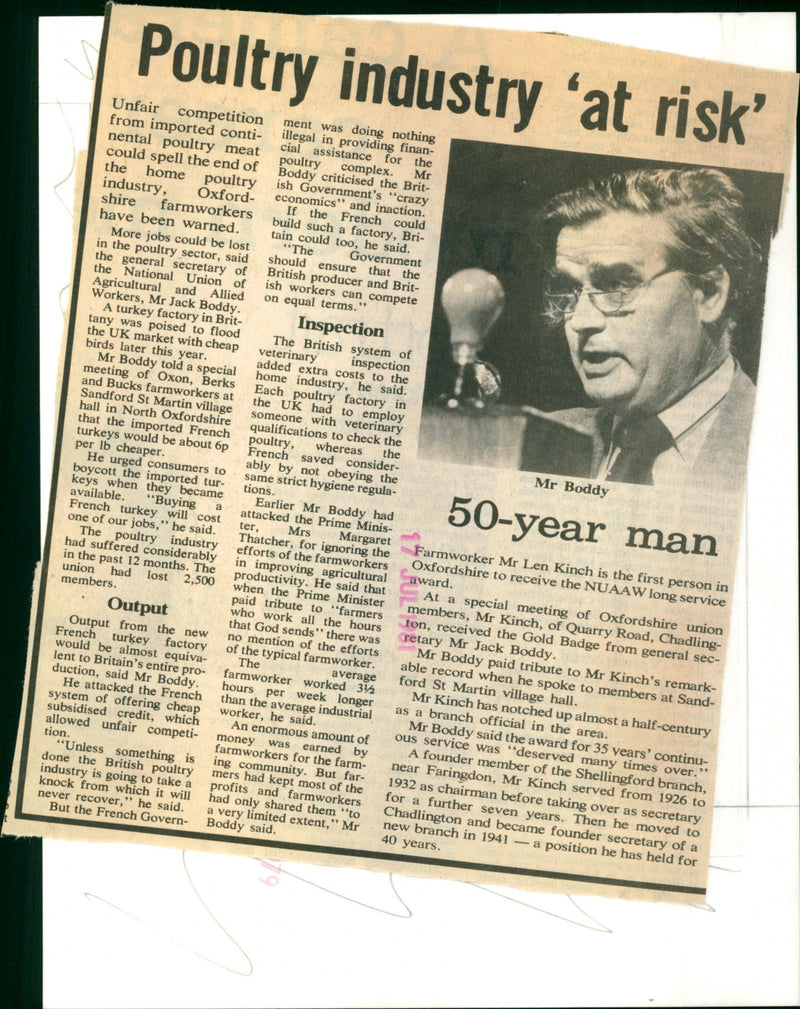 Poultry industry 'at risk'
Unfair competition
from imported conti-
nental poultry meat
could spell the end of
the home poultry
industry, Oxford-
shire farmworkers
have been warned.
More jobs could be lost
in the poultry sector, said
the general secretary of
the National Union of
Agricultural and Allied
Workers, Mr Jack Boddy.
A turkey factory in Brit-
tany was poised to flood
the UK market with cheap
birds later this year.
Mr Boddy told a special
meeting of Oxon, Berks
and Bucks farmworkers at
Sandford St Martin village
hall in North Oxfordshire
that the imported French
turkeys would be about 6p
per lb cheaper.
He urged consumers to
boycott the imported tur-
keys when they became
available. "Buying a
French turkey will cost
one of our jobs," he said.
The poultry industry
had suffered considerably
in the past 12 months. The
union had lost 2,500
members.
Output
Output from the new
French turkey factory
would be almost equiva-
lent to Britain's entire pro-
duction, said Mr Boddy.
He attacked the French
system of offering cheap
subsidised credit, which
allowed unfair competi-
tion.
"Unless something is
done the British poultry
industry is going to take a
knock from which it will
never recover," he said.
But the French Govern-
ment was doing nothing
illegal in providing finan-
cial assistance for the
poultry complex. Mr
Boddy criticised the Brit-
ish Government's "crazy
economics" and inaction.
If the French could
build such a factory, Bri-
tain could too, he said.
"The Government
should ensure that the
British producer and Brit-
ish workers can compete
on equal terms."
Inspection
The British system of
veterinary inspection
added extra costs to the
home industry, he said.
Each poultry factory in
the UK had to employ
someone with veterinary
qualifications to check the
poultry, whereas the
French saved consider-
ably by not obeying the
same strict hygiene regula-
tions.
Earlier Mr Boddy had
attacked the Prime Minis-
ter, Mrs Margaret
Thatcher, for ignoring the
efforts of the farmworkers
in improving agricultural
productivity. He said that
when the Prime Minister
paid tribute to "farmers
who work all the hours
that God sends" there was
no mention of the efforts
of the typical farmworker.
The average
farmworker worked 3½
hours per week longer
than the average industrial
worker, he said.
An enormous amount of
money was earned by
farmworkers for the farm-
ing community. But far-
mers had kept most of the
profits and farmworkers
had only shared them "to
a very limited extent," Mr
Boddy said.
Mr Boddy
50-year man
Farmworker Mr Len Kinch is the first person in
Oxfordshire to receive the NUAAW long service
award.
At a special meeting of Oxfordshire union
members, Mr Kinch, of Quarry Road, Chadling-
ton, received the Gold Badge from general sec-
retary Mr Jack Boddy.
Mr Boddy paid tribute to Mr Kinch's remark-
able record when he spoke to members at Sand-
ford St Martin village hall.
Mr Kinch has notched up almost a half-century
as a branch official in the area.
Mr Boddy said the award for 35 years' continu-
ous service was "deserved many times over."
A founder member of the Shellingford branch,
near Faringdon, Mr Kinch served from 1926 to
1932 as chairman before taking over as secretary
for a further seven years. Then he moved to
Chadlington and became founder secretary of a
new branch in 1941 — a position he has held for
40 years.
17 JUL 1981